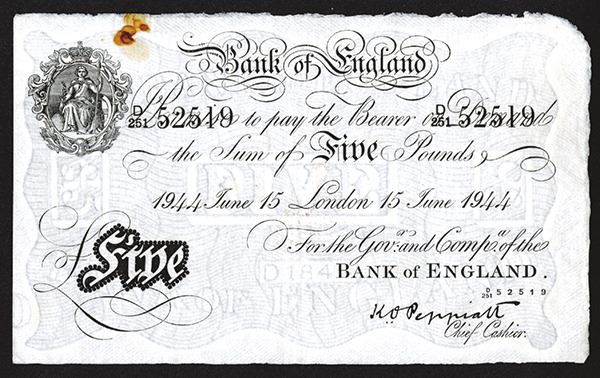 Bank of England
D/251 52519 D/251 52519
Promise to pay the Bearer on Demand
the Sum of Five Pounds
1944 June 15 London 15 June 1944
For the Govr. and Compa. of the
BANK of ENGLAND.
£Five
D/251 52519
K O Peppiatt
Chief Cashier.